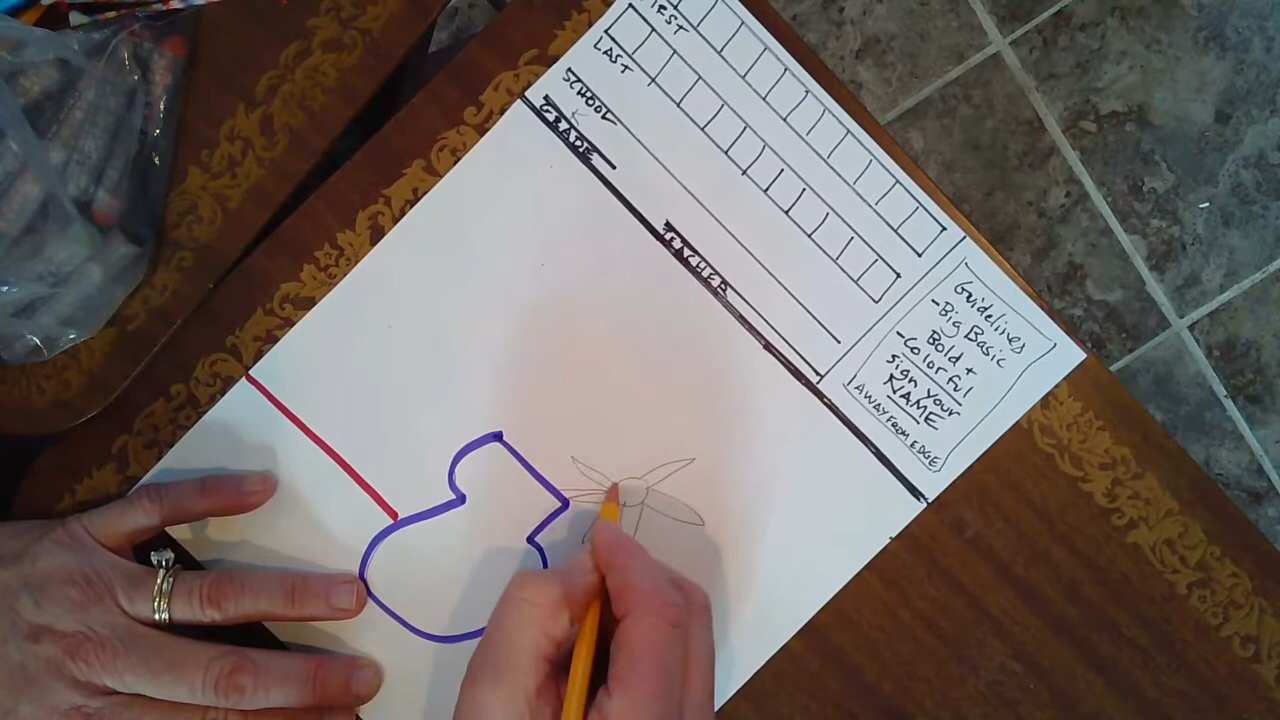 FIRST
LAST
SCHOOL
GRADE
K
TEACHER
Guidelines
- Big Basic
Bold +
- Colorful
sign your
NAME
AWAY FROM EDGE